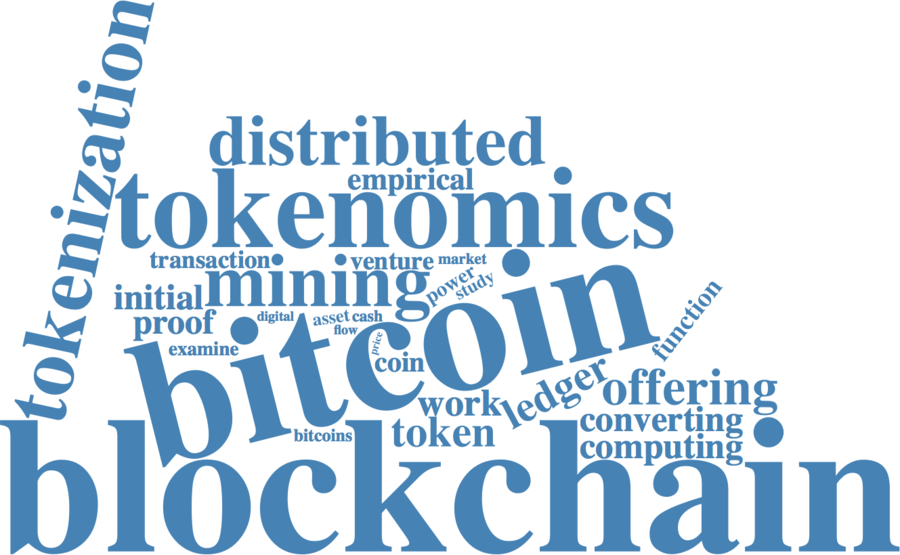 tokenization
distributed
empirical
tokenomics
transaction
venture
market
mining
power
study
initial
digital
asset
cash
flow
proof
price
examine
bitcoin
coin
function
ledger
offering
work
converting
token
bitcoins
computing
blockchain